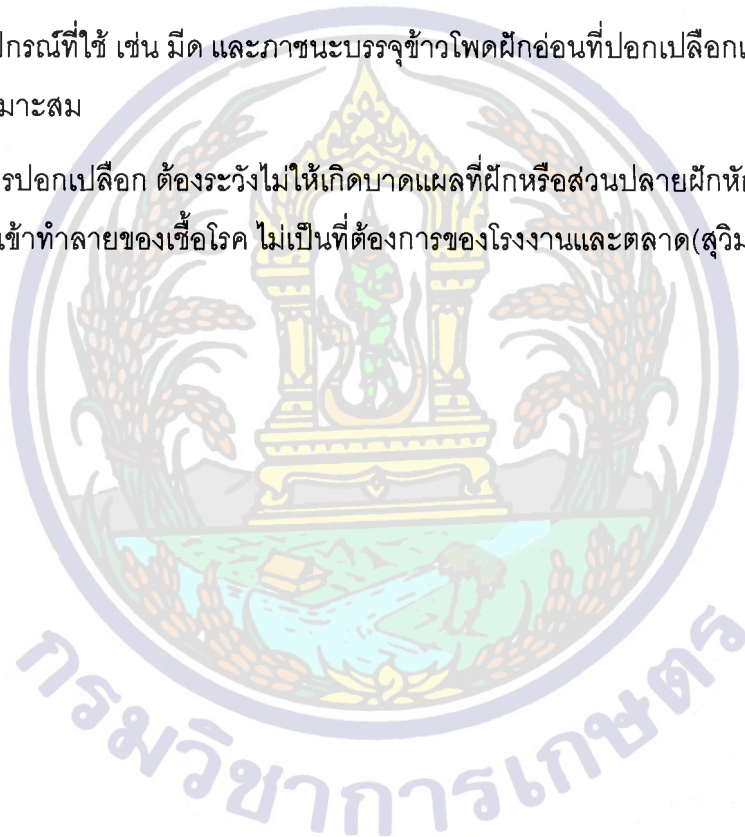 ปกรณ์ที่ใช้ เช่น มีด และภาชนะบรรจุข้าวโพดฝักอ่อนที่ปอกเปลือกแ
มาะสม
รปอกเปลือก ต้องระวังไม่ให้เกิดบาดแผลที่ฝักหรือส่วนปลายฝักหัก
เข้าทำลายของเชื้อโรค ไม่เป็นที่ต้องการของโรงงานและตลาด(สุวิม
กรมวิชาการเกษตร